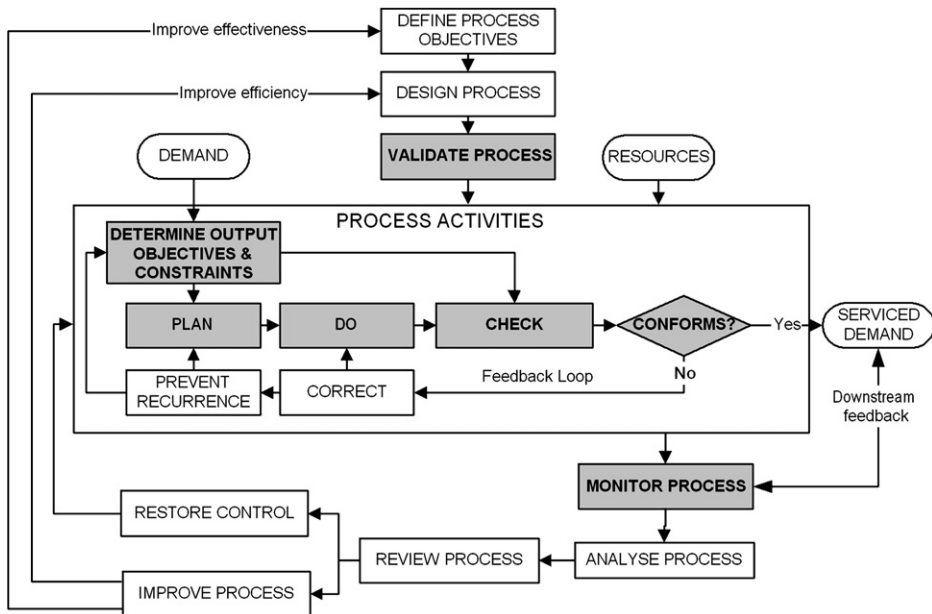 Improve effectiveness
DEFINE PROCESS
OBJECTIVES
Improve efficiency
DESIGN PROCESS
DEMAND
VALIDATE PROCESS
RESOURCES
PROCESS ACTIVITIES
DETERMINE OUTPUT
OBJECTIVES &
CONSTRAINTS
PLAN
DO
CHECK
CONFORMS?
Yes
SERVICED
DEMAND
PREVENT
RECURRENCE
CORRECT
Feedback Loop
No
Downstream
feedback
MONITOR PROCESS
RESTORE CONTROL
REVIEW PROCESS
ANALYSE PROCESS
IMPROVE PROCESS